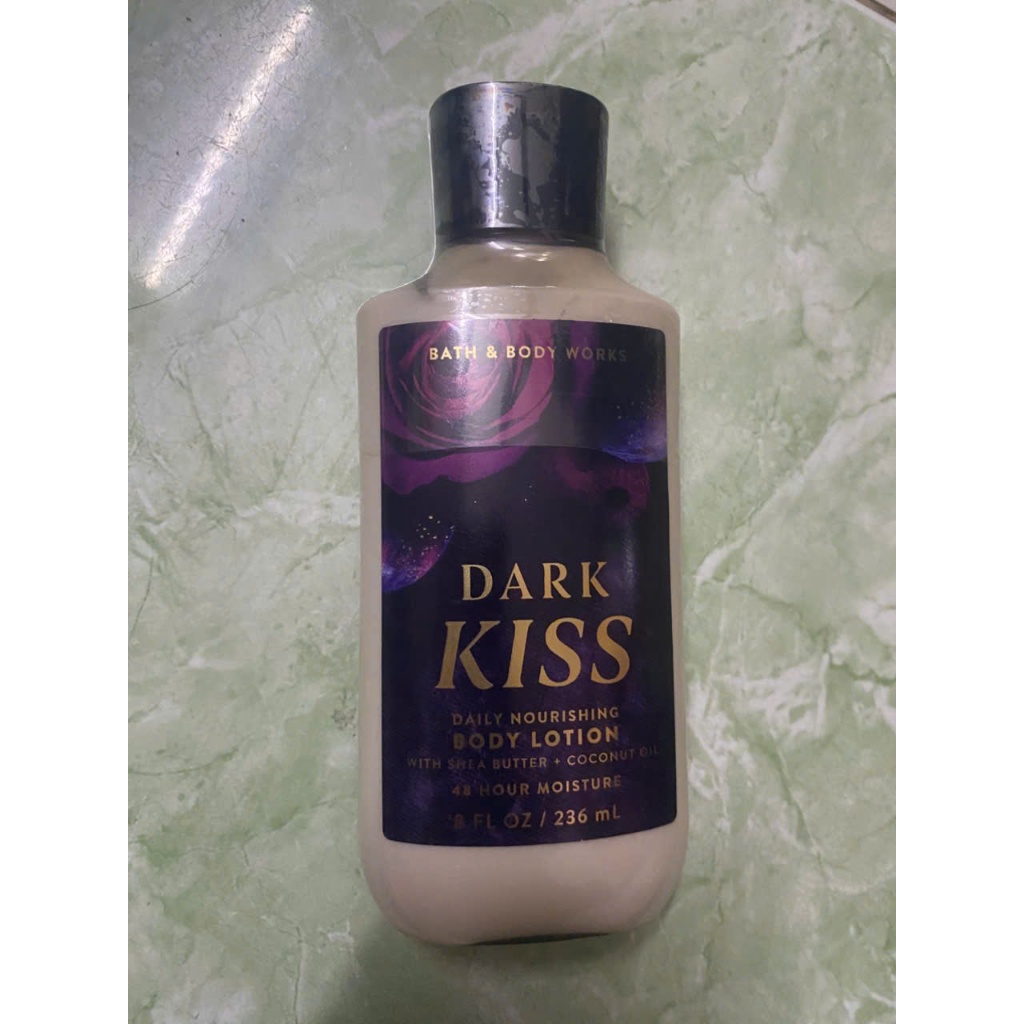 BATH & BODY WORKS
DARK
KISS
DAILY NOURISHING
BODY LOTION
WITH SHEA BUTTER + COCONUT OIL
48 HOUR MOISTURE
8 FL OZ / 236 mL